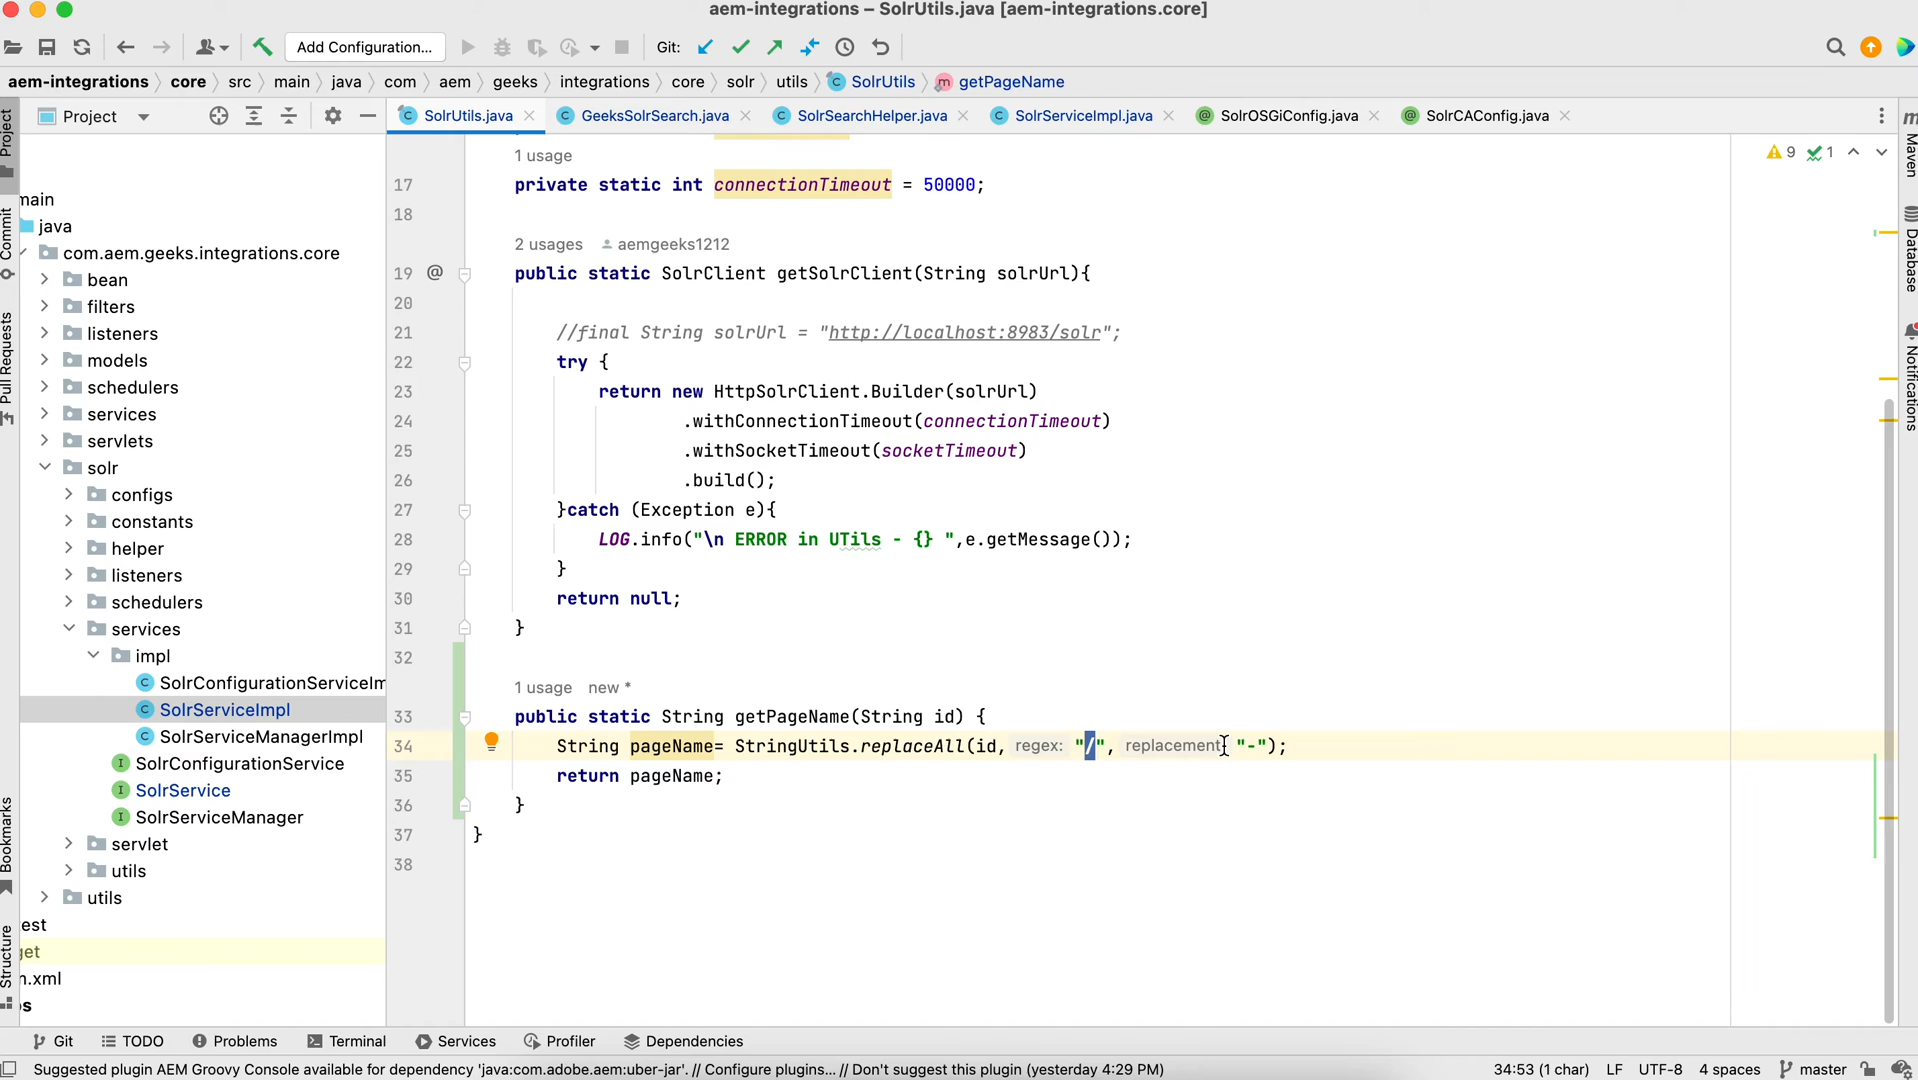 aem-integrations – SolrUtils.java [aem-integrations.core]
Add Configuration...
Git:
aem-integrations
core
src
main
java
com
aem
geeks
integrations
core
solr
utils
SolrUtils
getPageName
Project
SolrUtils.java
GeeksSolrSearch.java
SolrSearchHelper.java
SolrServiceImpl.java
SolrOSGiConfig.java
SolrCAConfig.java
Project
Commit
Pull Requests
Bookmarks
Structure
nain
java
com.aem.geeks.integrations.core
bean
filters
listeners
models
schedulers
services
servlets
solr
configs
constants
helper
listeners
schedulers
services
impl
SolrConfigurationServiceIm
SolrServiceImpl
SolrServiceManagerImpl
SolrConfigurationService
SolrService
SolrServiceManager
servlet
utils
utils
est
get
n.xml
os
9
1
1 usage
17 private static int connectionTimeout = 50000;
18
2 usages aemgeeks1212
19 @ public static SolrClient getSolrClient(String solrUrl){
20
21 //final String solrUrl = "http://localhost:8983/solr";
22 try {
23 return new HttpSolrClient.Builder(solrUrl)
24 .withConnectionTimeout(connectionTimeout)
25 .withSocketTimeout(socketTimeout)
26 .build();
27 }catch (Exception e){
28 LOG.info("\n ERROR in UTils - {} ",e.getMessage());
29 }
30 return null;
31 }
32
1 usage new *
33 public static String getPageName(String id) {
34 String pageName= StringUtils.replaceAll(id, regex: "/", replacement: "-");
35 return pageName;
36 }
37 }
38
m
Maven
Database
Notifications
Git
TODO
Problems
Terminal
Services
Profiler
Dependencies
Suggested plugin AEM Groovy Console available for dependency 'java:com.adobe.aem:uber-jar'. // Configure plugins... // Don't suggest this plugin (yesterday 4:29 PM)
34:53 (1 char)
LF
UTF-8
4 spaces
master